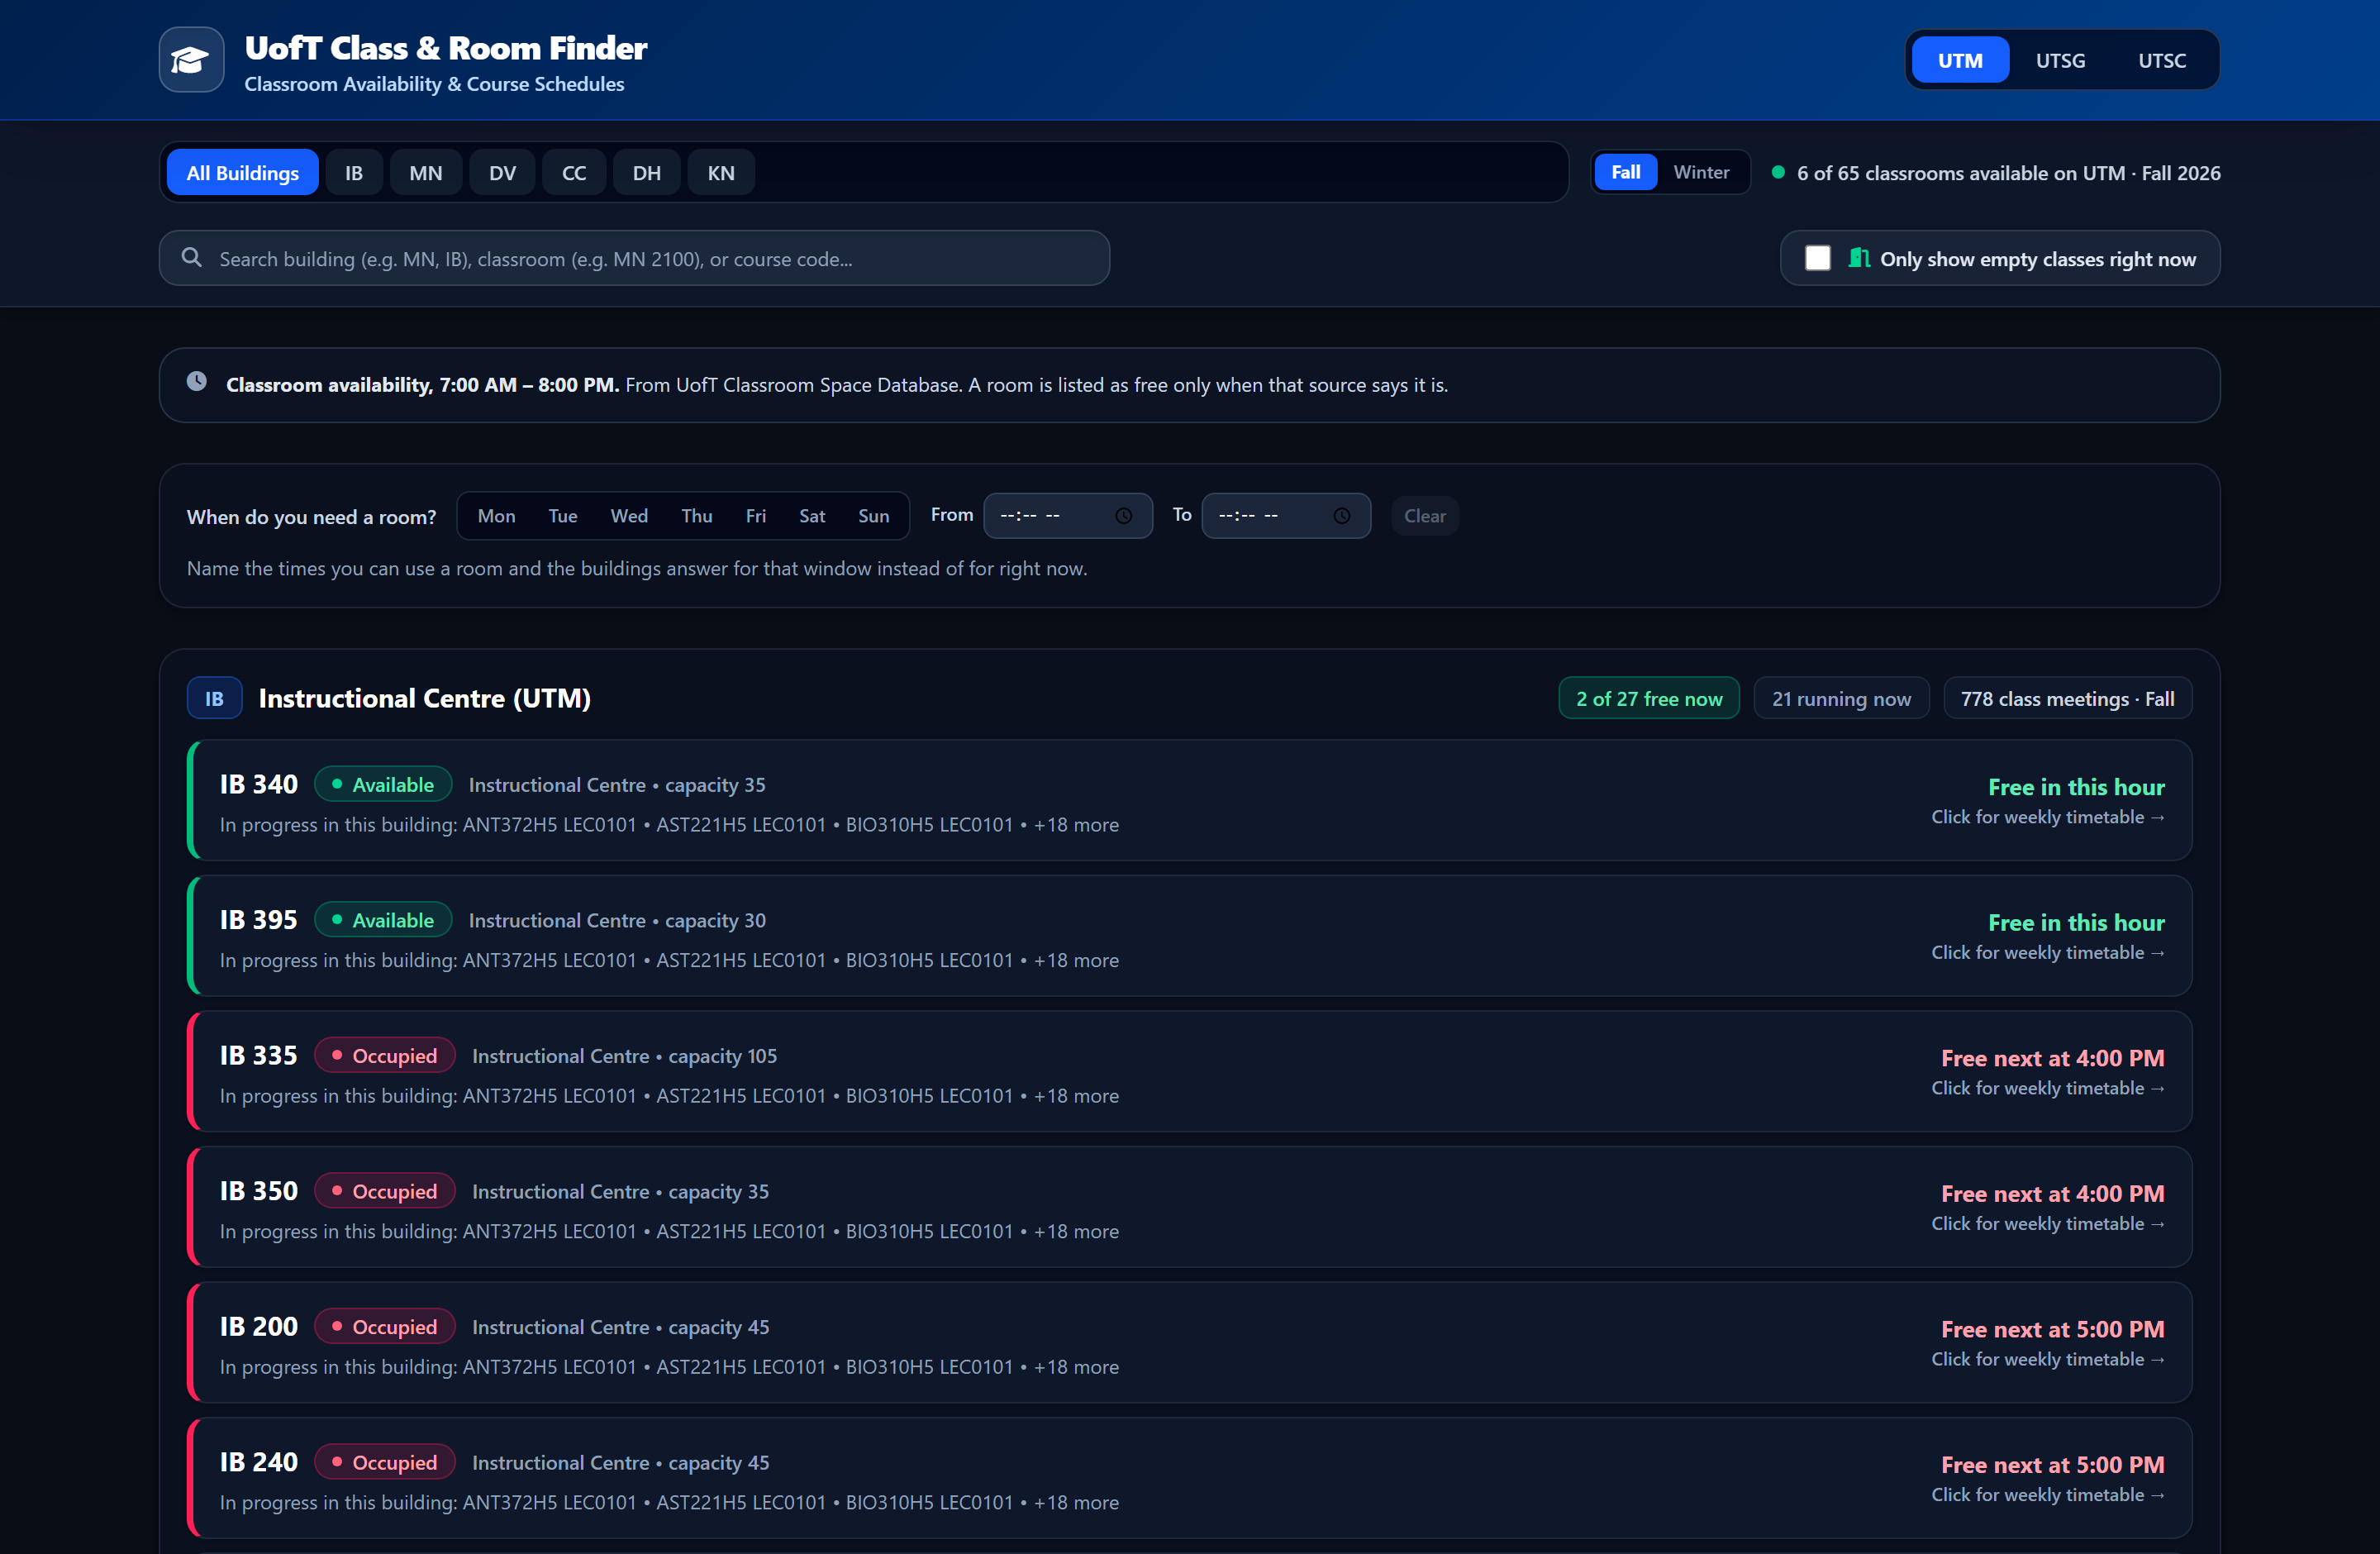 UofT Class & Room Finder
Classroom Availability & Course Schedules
UTM UTSG UTSC
All Buildings IB MN DV CC DH KN
Fall Winter
6 of 65 classrooms available on UTM · Fall 2026
Search building (e.g. MN, IB), classroom (e.g. MN 2100), or course code...
Only show empty classes right now
Classroom availability, 7:00 AM – 8:00 PM. From UofT Classroom Space Database. A room is listed as free only when that source says it is.
When do you need a room? Mon Tue Wed Thu Fri Sat Sun From --:-- -- To --:-- -- Clear
Name the times you can use a room and the buildings answer for that window instead of for right now.
IB Instructional Centre (UTM) 2 of 27 free now 21 running now 778 class meetings · Fall
IB 340 Available Instructional Centre • capacity 35
In progress in this building: ANT372H5 LEC0101 • AST221H5 LEC0101 • BIO310H5 LEC0101 • +18 more
Free in this hour
Click for weekly timetable →
IB 395 Available Instructional Centre • capacity 30
In progress in this building: ANT372H5 LEC0101 • AST221H5 LEC0101 • BIO310H5 LEC0101 • +18 more
Free in this hour
Click for weekly timetable →
IB 335 Occupied Instructional Centre • capacity 105
In progress in this building: ANT372H5 LEC0101 • AST221H5 LEC0101 • BIO310H5 LEC0101 • +18 more
Free next at 4:00 PM
Click for weekly timetable →
IB 350 Occupied Instructional Centre • capacity 35
In progress in this building: ANT372H5 LEC0101 • AST221H5 LEC0101 • BIO310H5 LEC0101 • +18 more
Free next at 4:00 PM
Click for weekly timetable →
IB 200 Occupied Instructional Centre • capacity 45
In progress in this building: ANT372H5 LEC0101 • AST221H5 LEC0101 • BIO310H5 LEC0101 • +18 more
Free next at 5:00 PM
Click for weekly timetable →
IB 240 Occupied Instructional Centre • capacity 45
In progress in this building: ANT372H5 LEC0101 • AST221H5 LEC0101 • BIO310H5 LEC0101 • +18 more
Free next at 5:00 PM
Click for weekly timetable →